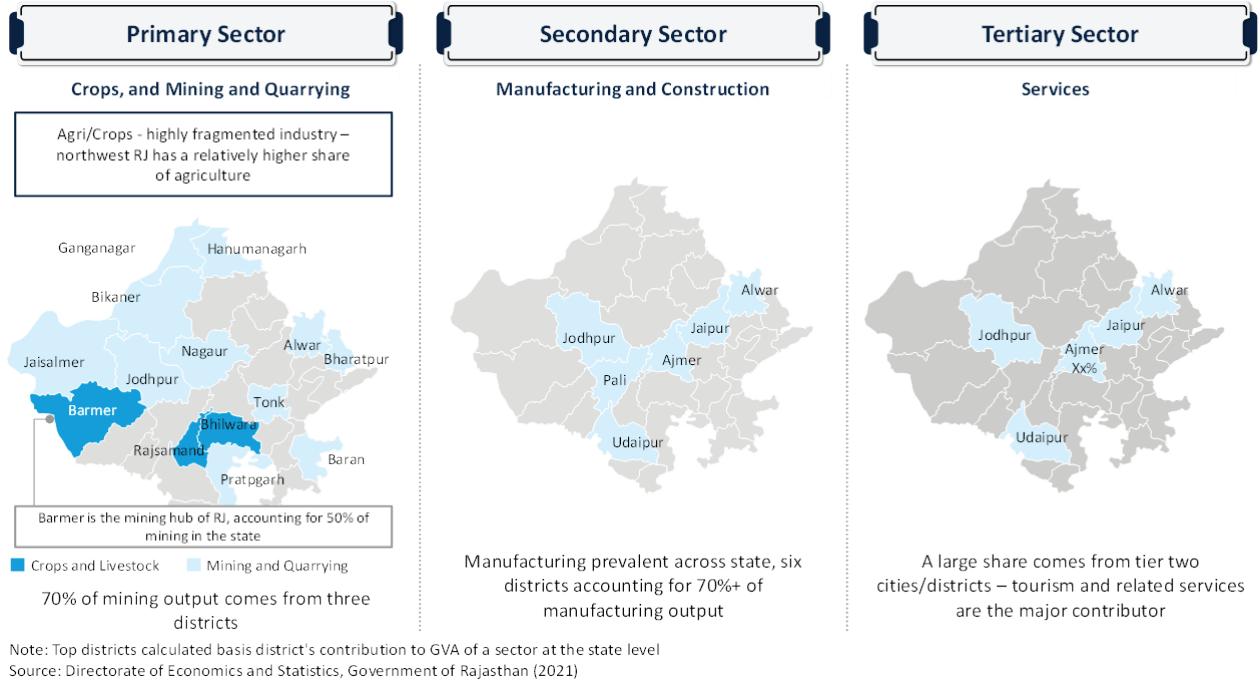 Primary Sector
Crops, and Mining and Quarrying
Agri/Crops - highly fragmented industry –
northwest RJ has a relatively higher share
of agriculture
Ganganagar
Hanumanagarh
Bikaner
Jaisalmer
Nagaur
Alwar
Bharatpur
Jodhpur
Barmer
Tonk
Bhilwara
Rajsamand
Baran
Pratpgarh
Barmer is the mining hub of RJ, accounting for 50% of
mining in the state
Crops and Livestock
Mining and Quarrying
70% of mining output comes from three
districts
Secondary Sector
Manufacturing and Construction
Alwar
Jodhpur
Jaipur
Ajmer
Pali
Udaipur
Manufacturing prevalent across state, six
districts accounting for 70%+ of
manufacturing output
Tertiary Sector
Services
Alwar
Jodhpur
Jaipur
Ajmer
Xx%
Udaipur
A large share comes from tier two
cities/districts – tourism and related services
are the major contributor
Note: Top districts calculated basis district's contribution to GVA of a sector at the state level
Source: Directorate of Economics and Statistics, Government of Rajasthan (2021)